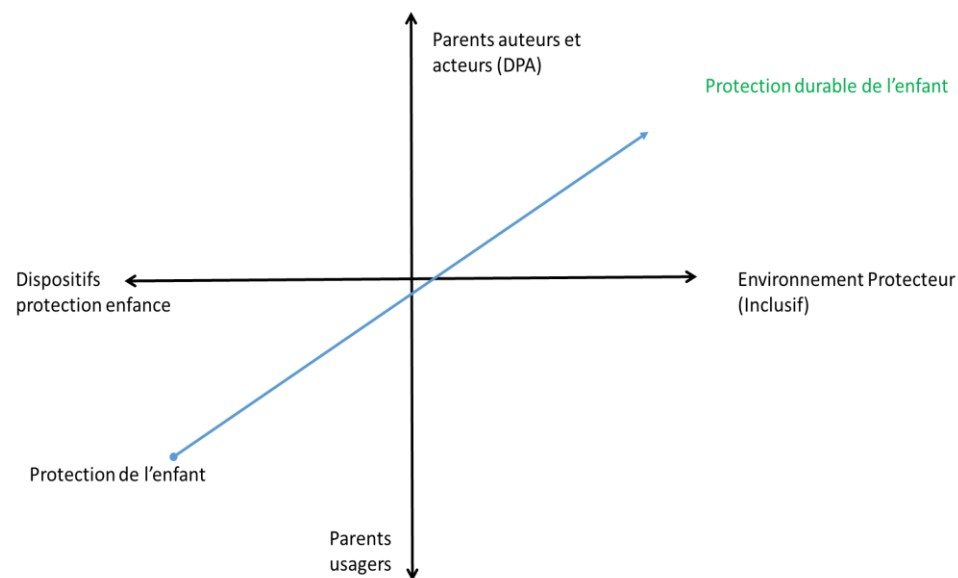 Parents auteurs et
acteurs (DPA)
Protection durable de l’enfant
Dispositifs
protection enfance
Environnement Protecteur
(Inclusif)
Protection de l’enfant
Parents
usagers